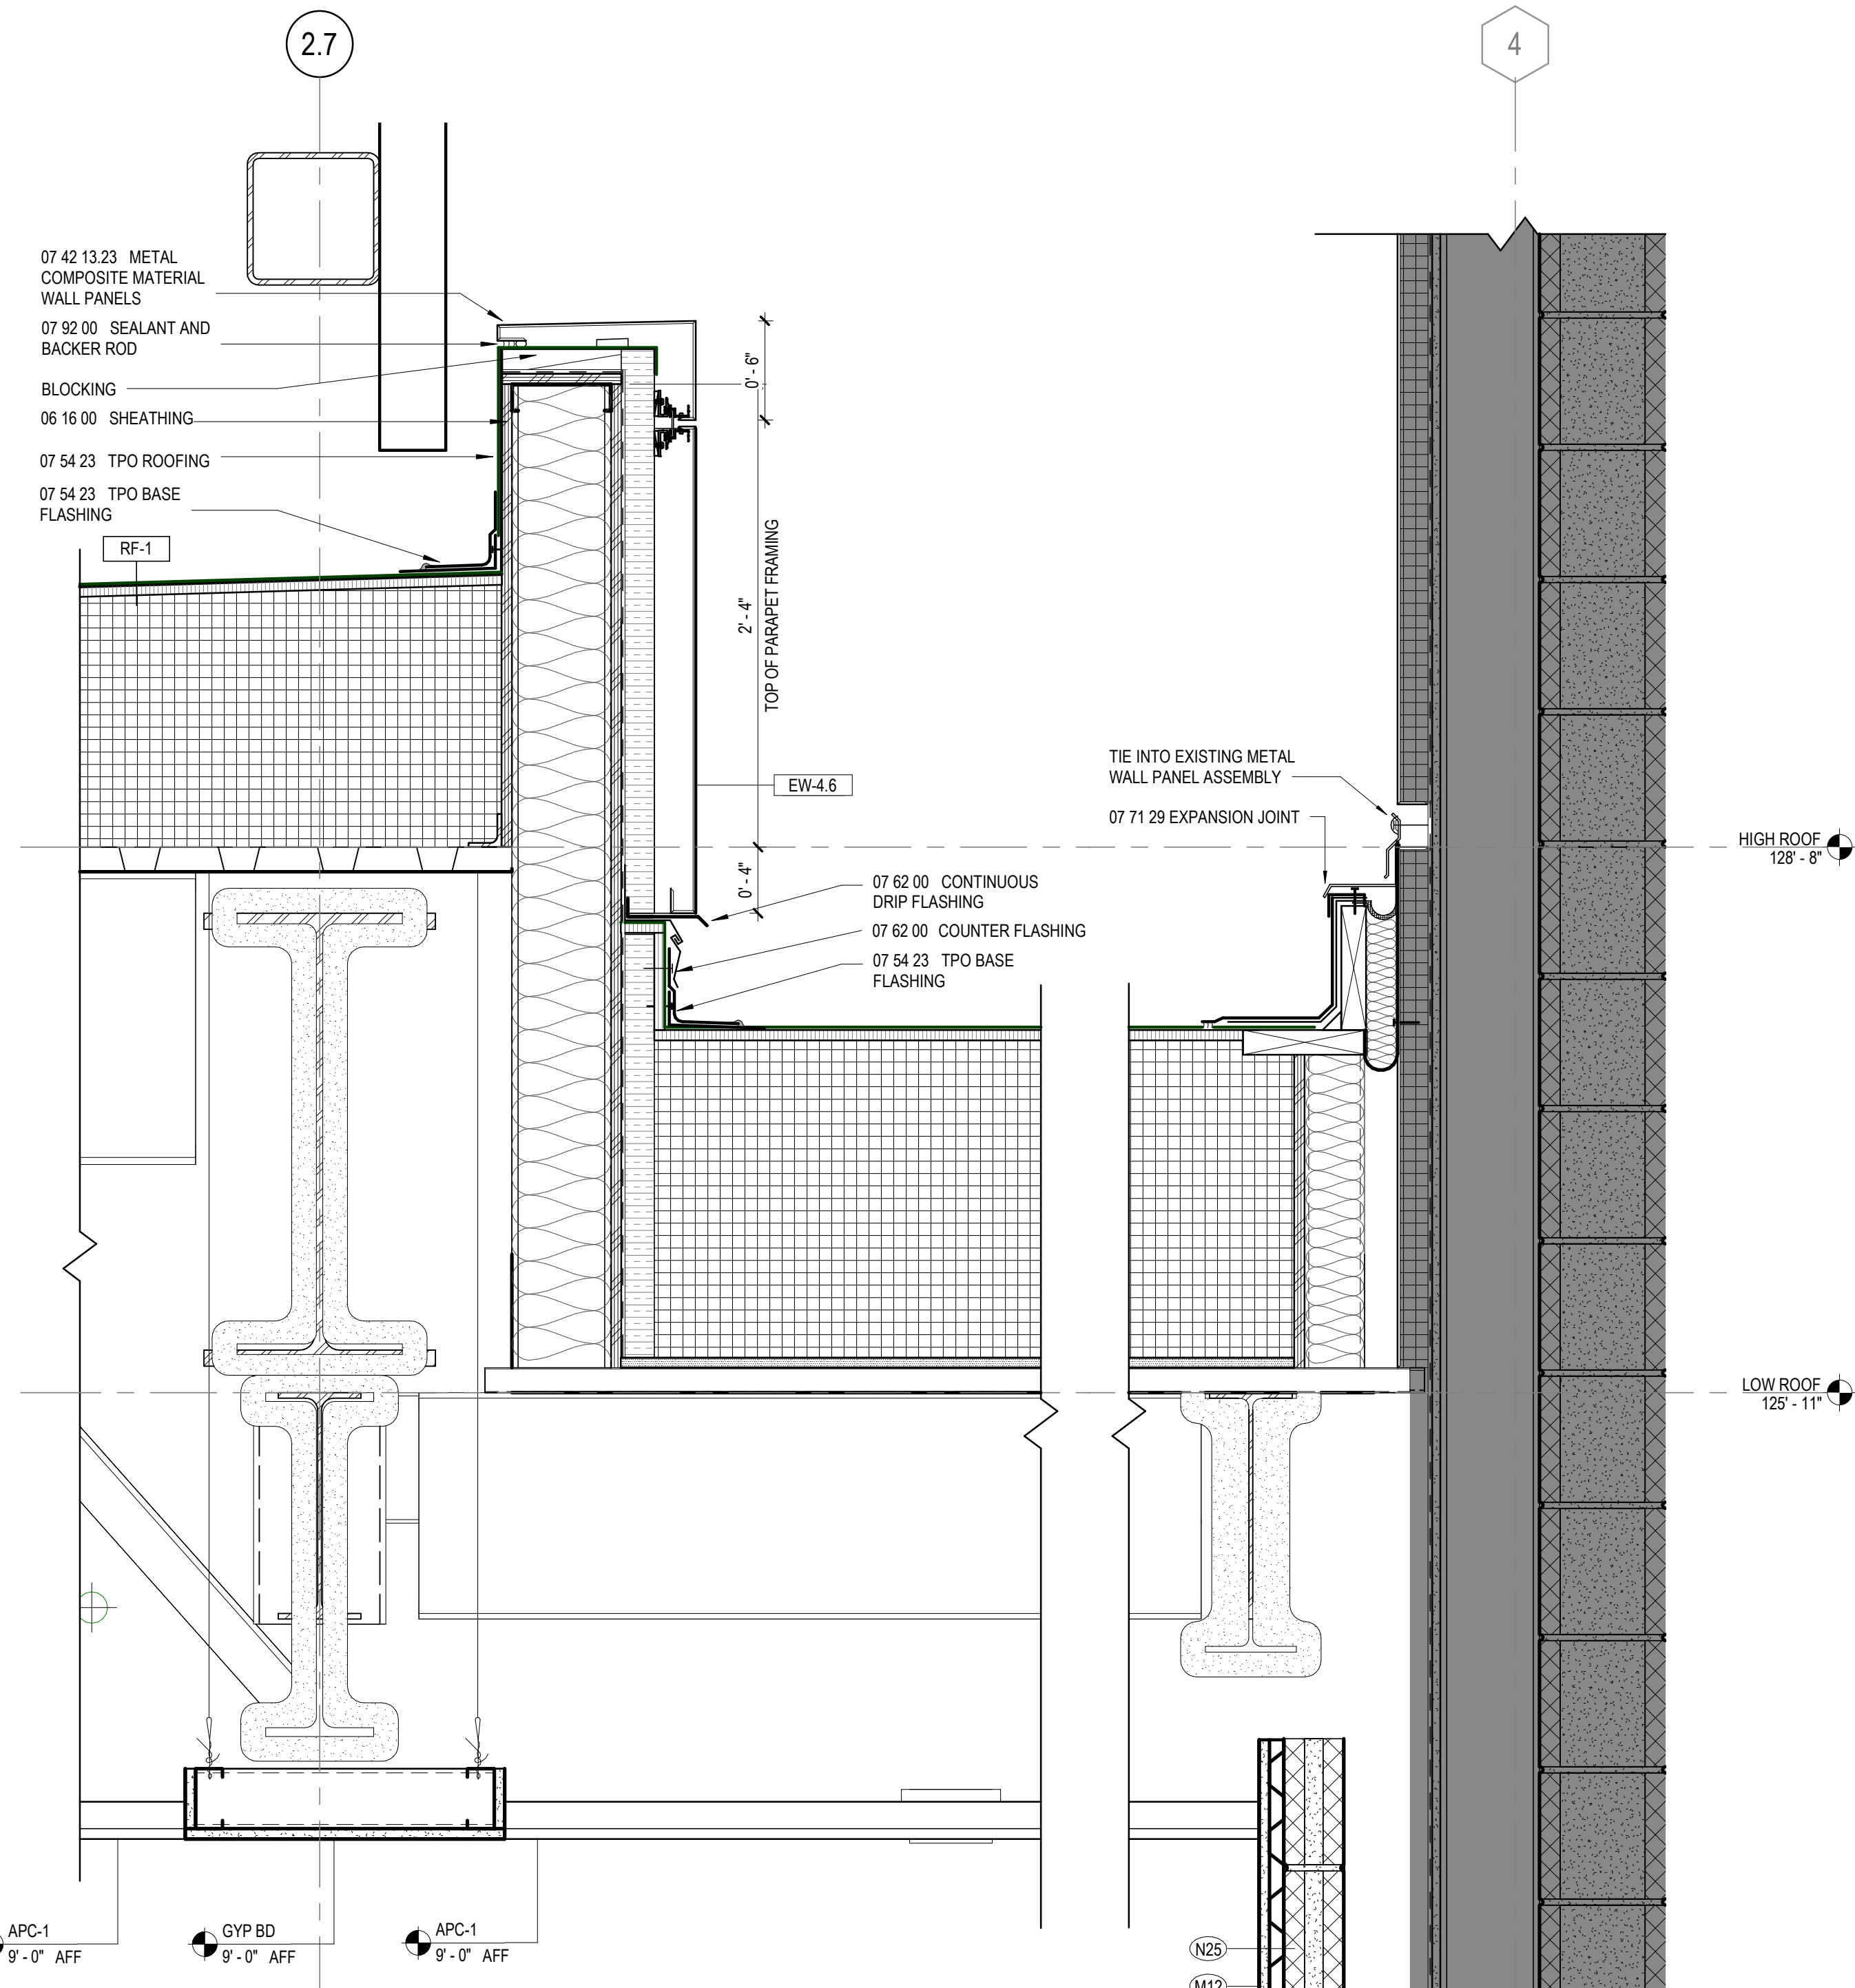 2.7
4
07 42 13.23 METAL
COMPOSITE MATERIAL
WALL PANELS
07 92 00 SEALANT AND
BACKER ROD
BLOCKING
06 16 00 SHEATHING
07 54 23 TPO ROOFING
07 54 23 TPO BASE
FLASHING
RF-1
0' - 6"
2' - 4"
TOP OF PARAPET FRAMING
EW-4.6
0' - 4"
TIE INTO EXISTING METAL
WALL PANEL ASSEMBLY
07 71 29 EXPANSION JOINT
HIGH ROOF
128' - 8"
07 62 00 CONTINUOUS
DRIP FLASHING
07 62 00 COUNTER FLASHING
07 54 23 TPO BASE
FLASHING
LOW ROOF
125' - 11"
APC-1
9' - 0" AFF
GYP BD
9' - 0" AFF
APC-1
9' - 0" AFF
N25
M12